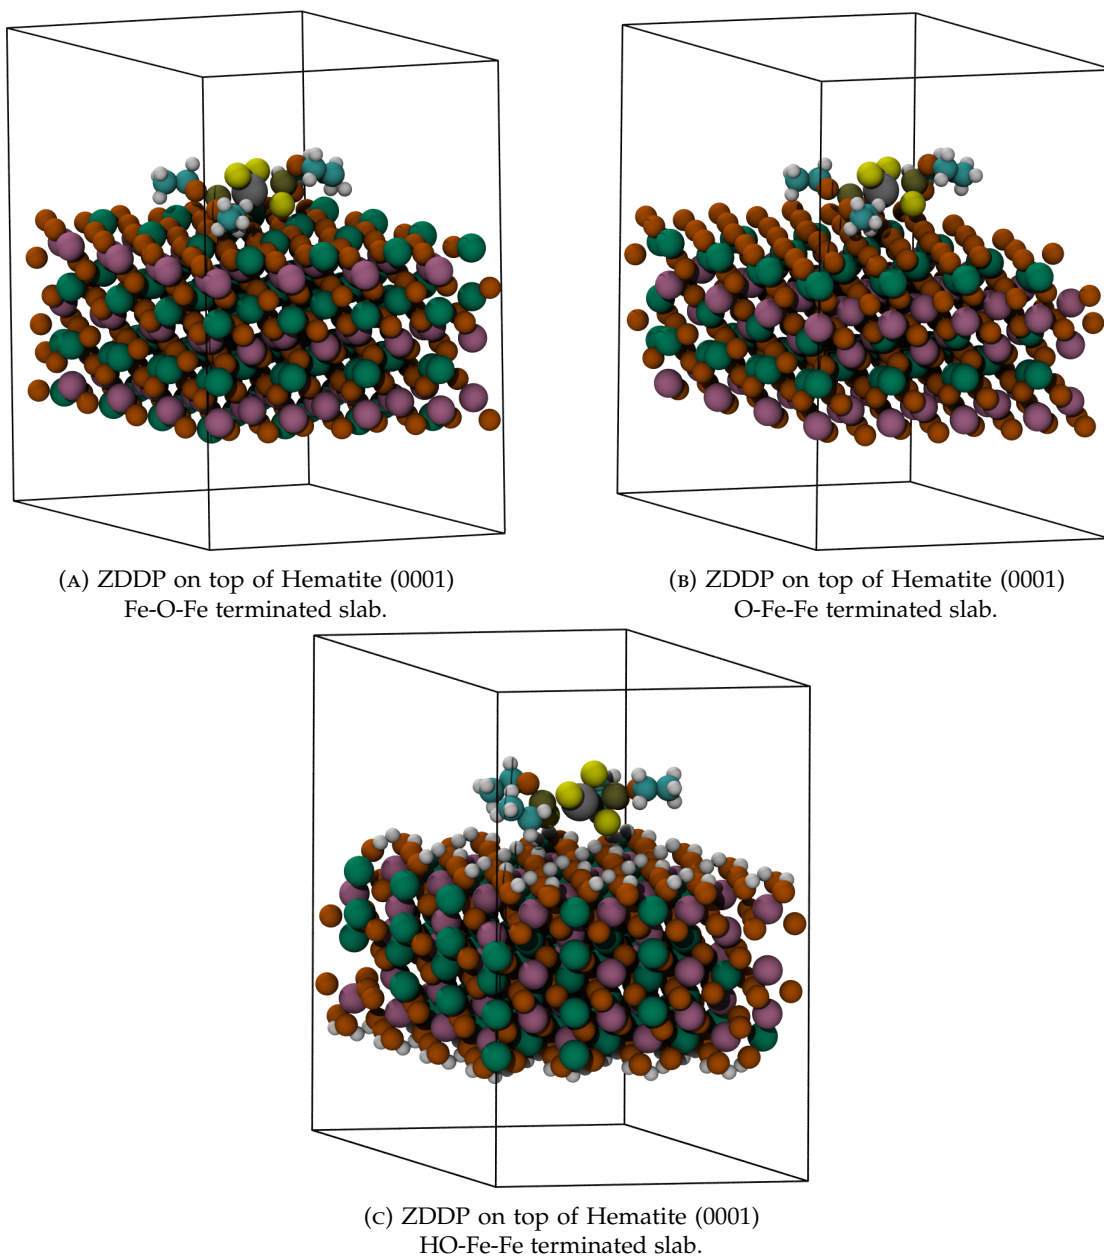 (A) ZDDP on top of Hematite (0001)
Fe-O-Fe terminated slab.
(B) ZDDP on top of Hematite (0001)
O-Fe-Fe terminated slab.
(C) ZDDP on top of Hematite (0001)
HO-Fe-Fe terminated slab.